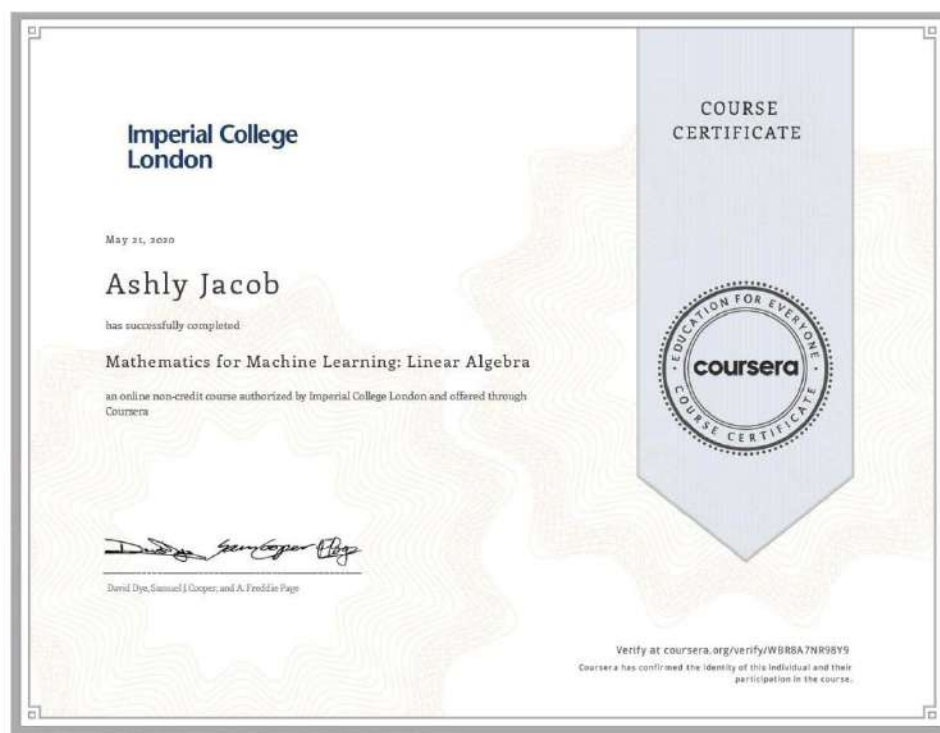 Imperial College
London
COURSE
CERTIFICATE
May 21, 2020
Ashly Jacob
has successfully completed
Mathematics for Machine Learning: Linear Algebra
an online non-credit course authorized by Imperial College London and offered through
Coursera
EDUCATION FOR EVERYONE
coursera
COURSE CERTIFICATE
David Dye, Samuel J. Cooper, and A. Freddie Page
Verify at coursera.org/verify/WBR8A7NR98Y9
Coursera has confirmed the identity of this individual and their
participation in the course.